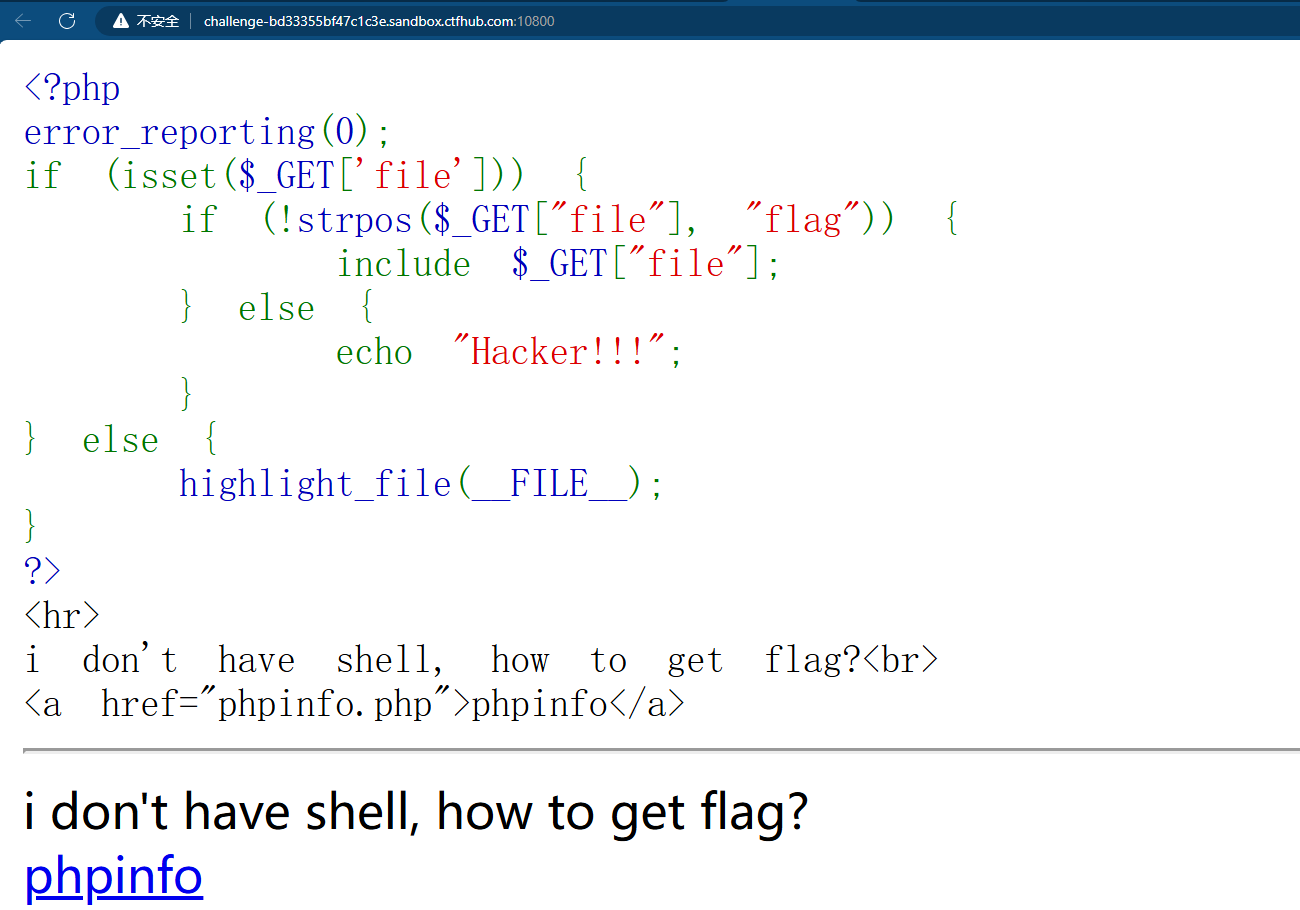 不安全 challenge-bd33355bf47c1c3e.sandbox.ctfhub.com:10800
<?php
error_reporting(0);
if (isset($_GET['file'])) {
if (!strpos($_GET["file"], "flag")) {
include $_GET["file"];
} else {
echo "Hacker!!!";
}
} else {
highlight_file(__FILE__);
}
?>
<hr>
i don't have shell, how to get flag?<br>
<a href="phpinfo.php">phpinfo</a>
i don't have shell, how to get flag?
phpinfo